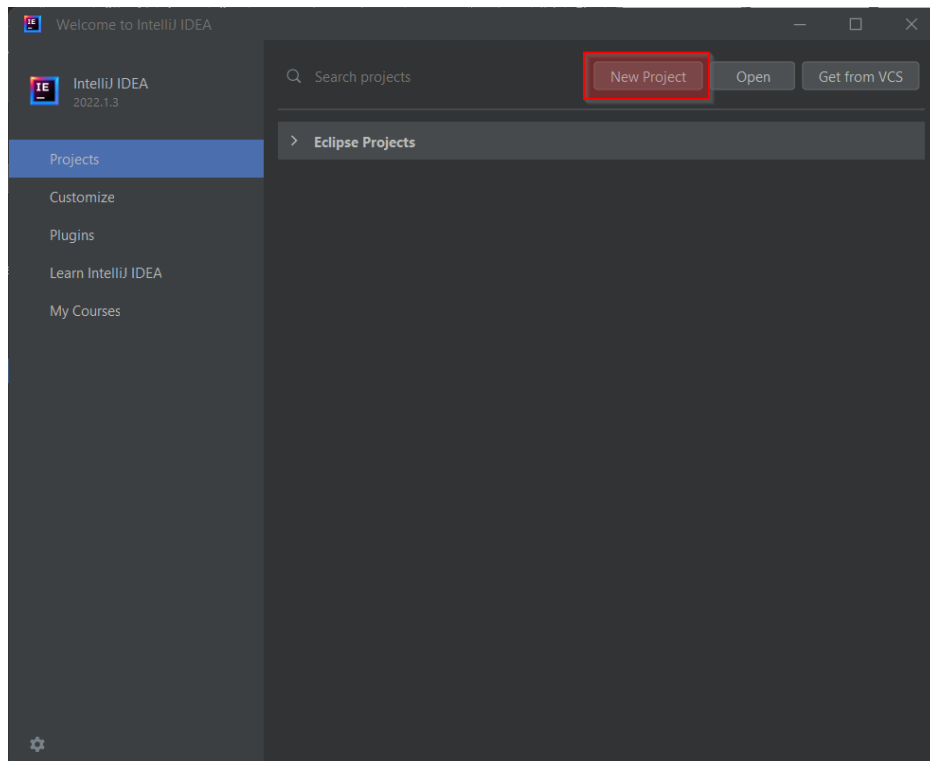 Welcome to IntelliJ IDEA
IntelliJ IDEA
2022.1.3
Projects
Customize
Plugins
Learn IntelliJ IDEA
My Courses
Search projects
New Project
Open
Get from VCS
Eclipse Projects